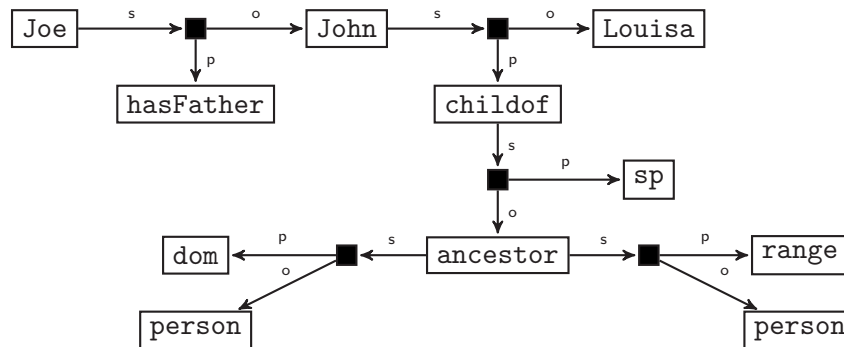 s o s o
Joe John Louisa
p p
hasFather childof
s
p
sp
o
p s s p
dom ancestor range
o o
person person